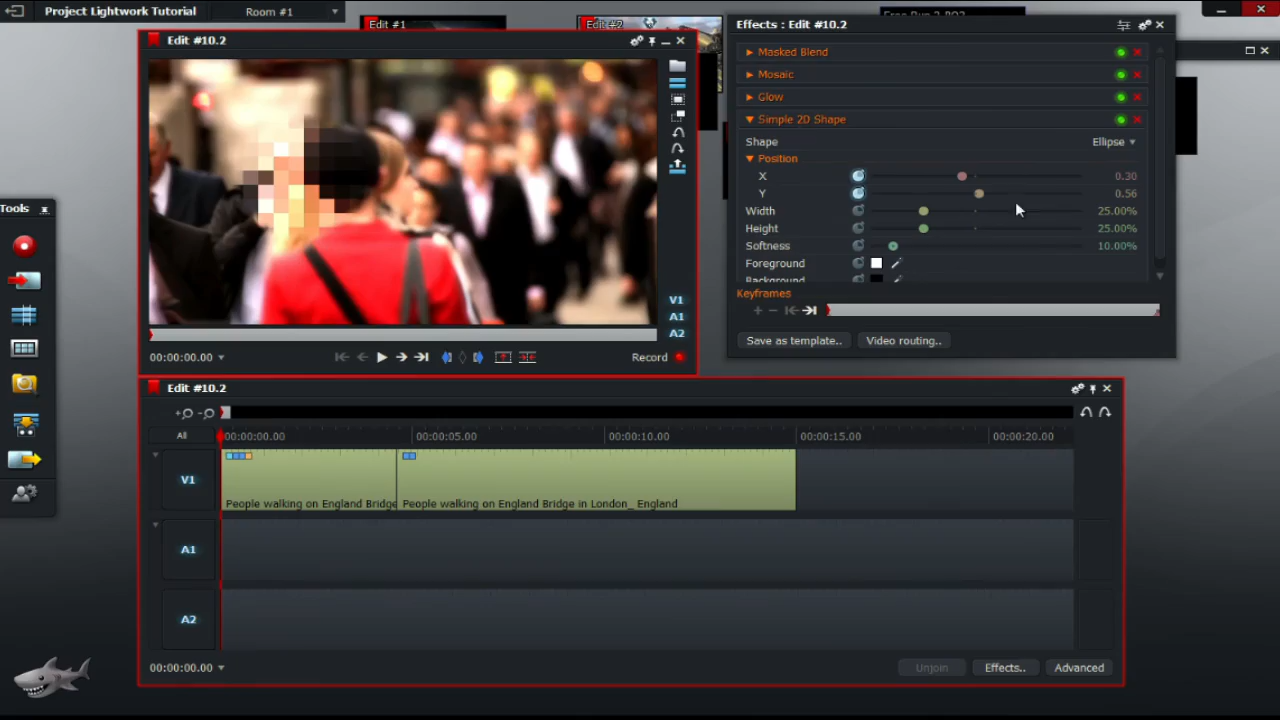 Project Lightwork Tutorial
Room #1
Edit #1
Edit #2
Edit #10.2
V1
A1
A2
00:00:00.00
Record
Effects : Edit #10.2
Masked Blend
Mosaic
Glow
Simple 2D Shape
Shape Ellipse
Position
X 0.30
Y 0.56
Width 25.00%
Height 25.00%
Softness 10.00%
Foreground
Background
Keyframes
Save as template..
Video routing..
Tools
Edit #10.2
All
00:00:00.00 00:00:05.00 00:00:10.00 00:00:15.00 00:00:20.00
V1
People walking on England Bridge
People walking on England Bridge in London_ England
A1
A2
00:00:00.00
Unjoin
Effects..
Advanced